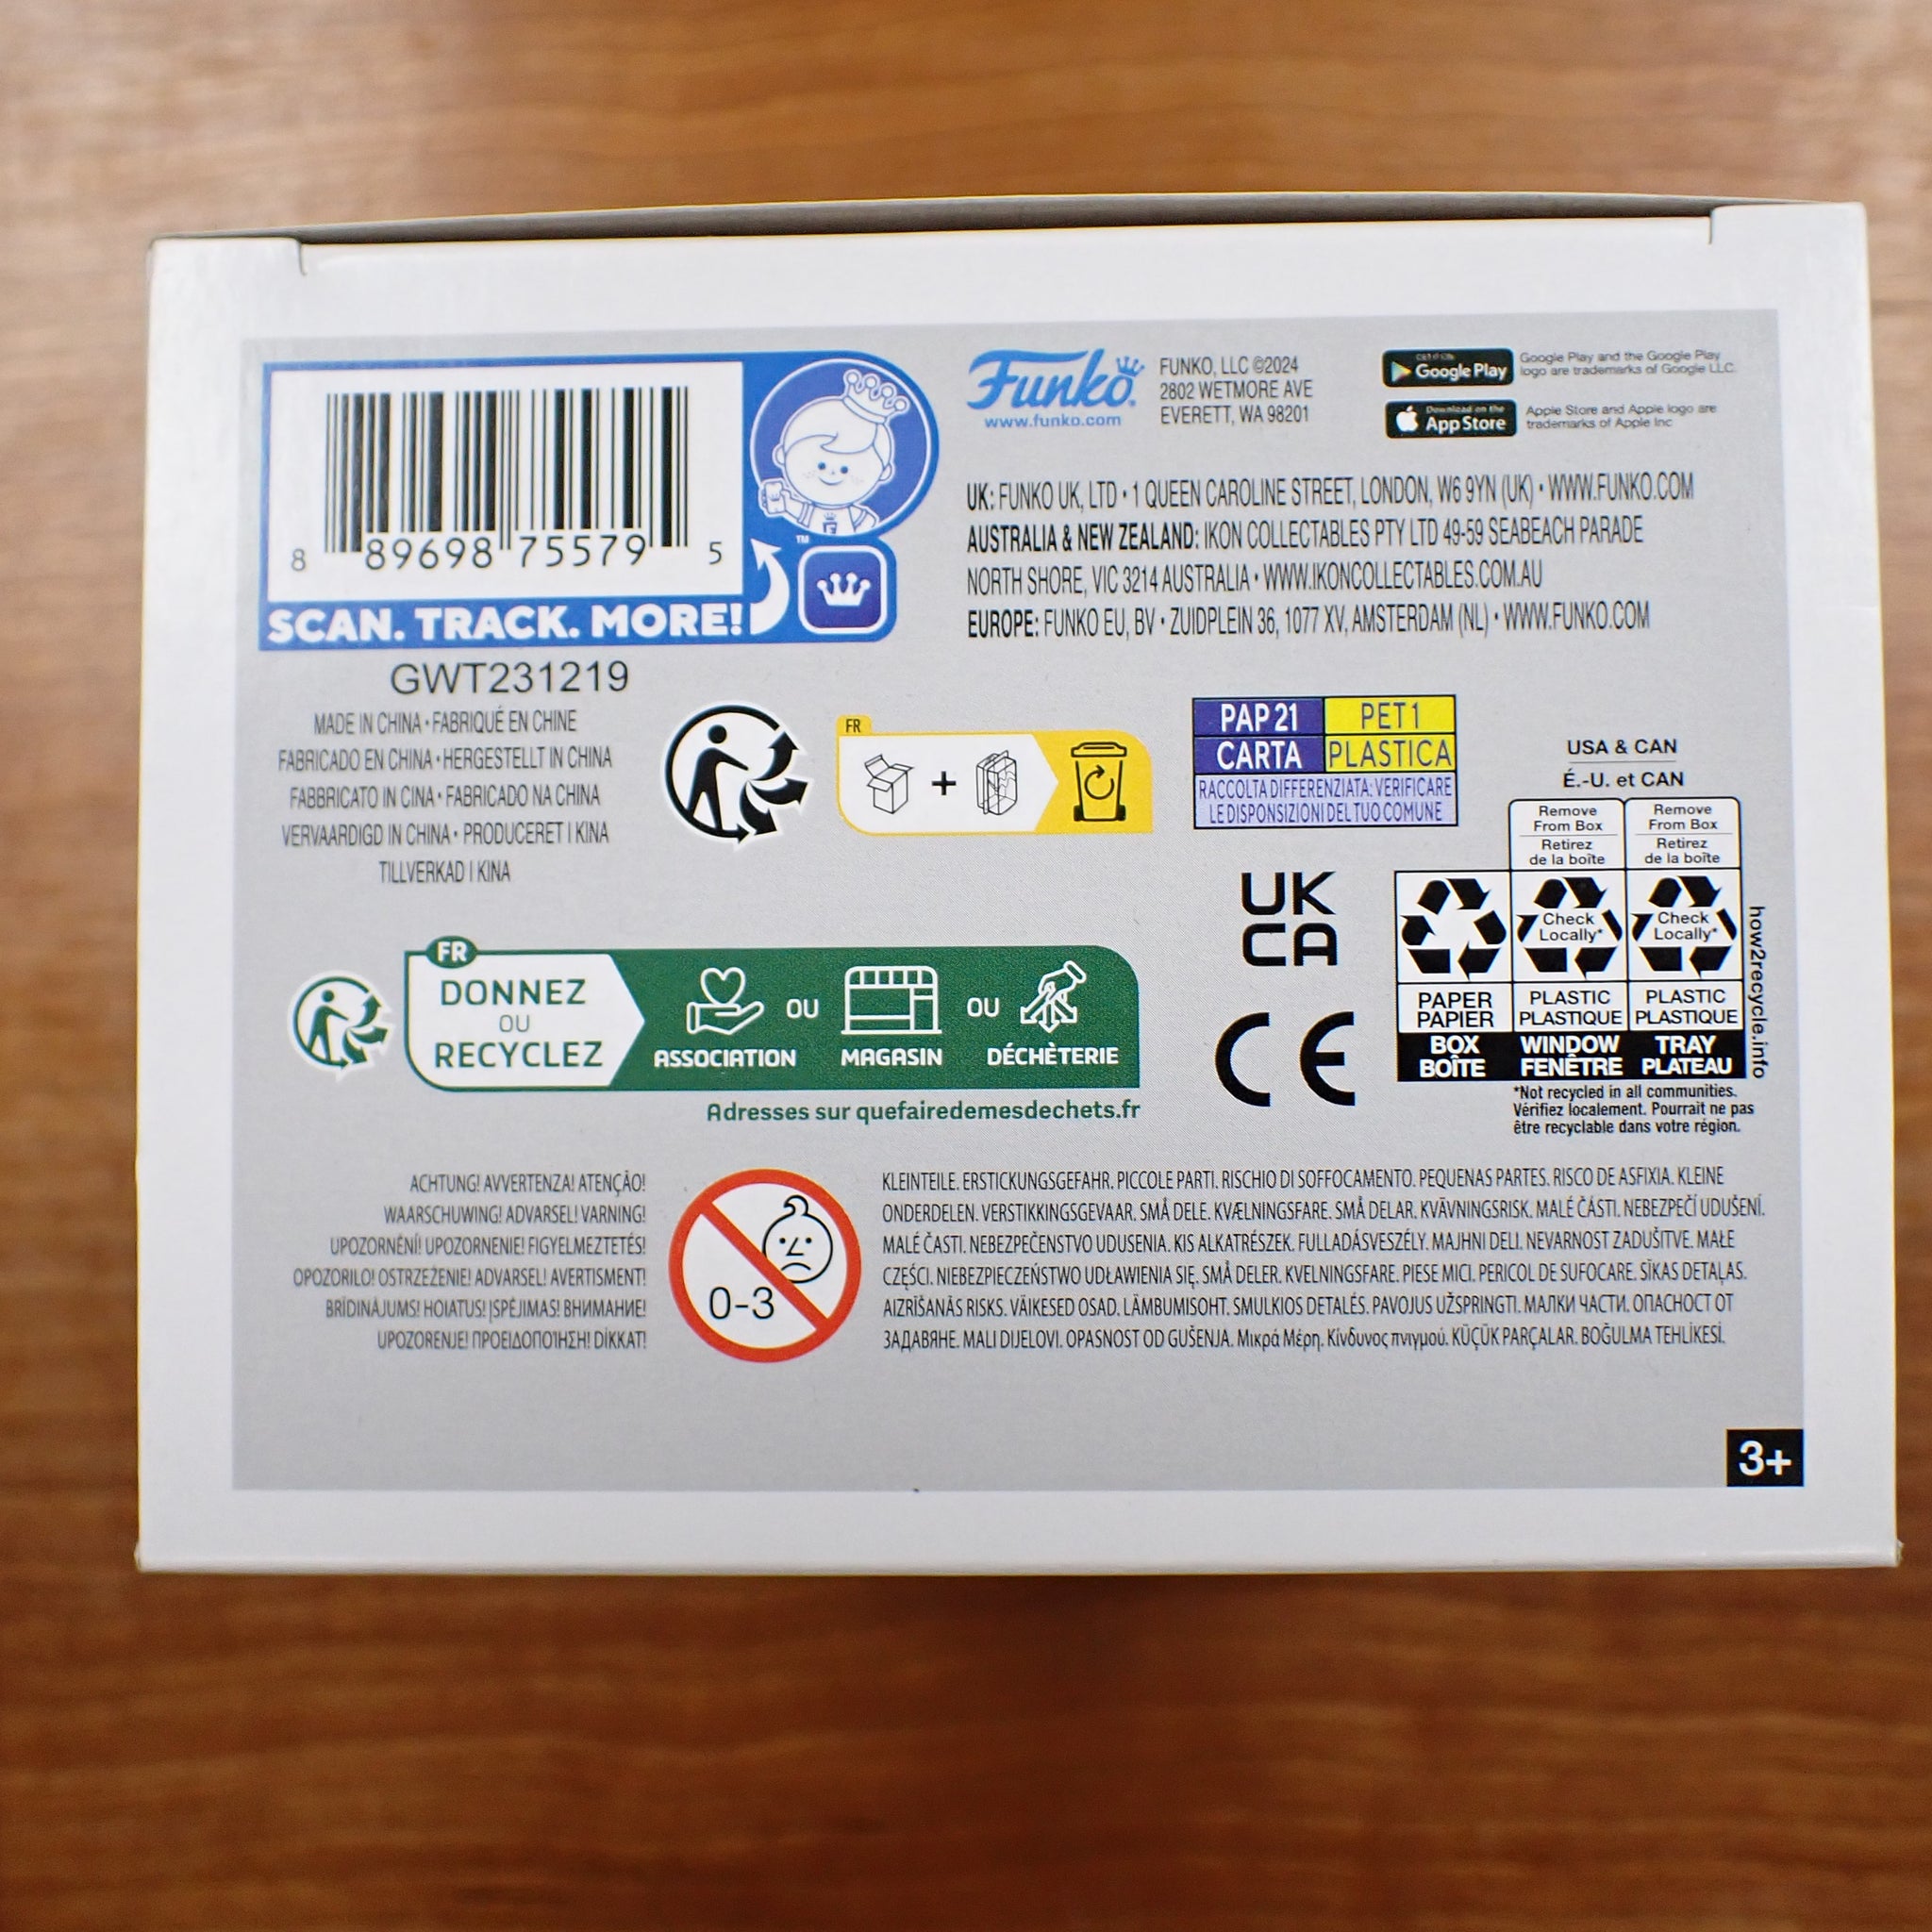 8 89698 75579 5
SCAN. TRACK. MORE!
™
GWT231219
MADE IN CHINA • FABRIQUÉ EN CHINE
FABRICADO EN CHINA • HERGESTELLT IN CHINA
FABBRICATO IN CINA • FABRICADO NA CHINA
VERVAARDIGD IN CHINA • PRODUCERET I KINA
TILLVERKAD I KINA
Funko
www.funko.com
FUNKO, LLC ©2024
2802 WETMORE AVE
EVERETT, WA 98201
GET IT ON
Google Play
Google Play and the Google Play
logo are trademarks of Google LLC.
Download on the
App Store
Apple Store and Apple logo are
trademarks of Apple Inc
UK: FUNKO UK, LTD • 1 QUEEN CAROLINE STREET, LONDON, W6 9YN (UK) • WWW.FUNKO.COM
AUSTRALIA & NEW ZEALAND: IKON COLLECTABLES PTY LTD 49-59 SEABEACH PARADE
NORTH SHORE, VIC 3214 AUSTRALIA • WWW.IKONCOLLECTABLES.COM.AU
EUROPE: FUNKO EU, BV • ZUIDPLEIN 36, 1077 XV, AMSTERDAM (NL) • WWW.FUNKO.COM
FR
+
PAP 21 PET 1
CARTA PLASTICA
RACCOLTA DIFFERENZIATA: VERIFICARE
LE DISPOSIZIONI DEL TUO COMUNE
USA & CAN
É.-U. et CAN
Remove
From Box
Retirez
de la boîte
Remove
From Box
Retirez
de la boîte
Check
Locally*
Check
Locally*
PAPER
PAPIER
PLASTIC
PLASTIQUE
PLASTIC
PLASTIQUE
BOX
BOÎTE
WINDOW
FENÊTRE
TRAY
PLATEAU
how2recycle.info
*Not recycled in all communities.
Vérifiez localement. Pourrait ne pas
être recyclable dans votre région.
UK
CA
CE
FR
DONNEZ
OU
RECYCLEZ
ASSOCIATION OU MAGASIN OU DÉCHÈTERIE
Adresses sur quefairedemesdechets.fr
ACHTUNG! AVVERTENZA! ATENÇÃO!
WAARSCHUWING! ADVARSEL! VARNING!
UPOZORNĚNÍ! UPOZORNENIE! FIGYELMEZTETÉS!
OPOZORILO! OSTRZEŻENIE! ADVARSEL! AVERTISMENT!
BRĪDINĀJUMS! HOIATUS! ĮSPĖJIMAS! ВНИМАНИЕ!
UPOZORENJE! ΠΡΟΕΙΔΟΠΟΊΗΣΗ! DİKKAT!
0-3
KLEINTEILE. ERSTICKUNGSGEFAHR. PICCOLE PARTI. RISCHIO DI SOFFOCAMENTO. PEQUENAS PARTES. RISCO DE ASFIXIA. KLEINE
ONDERDELEN. VERSTIKKINGSGEVAAR. SMÅ DELE. KVÆLNINGSFARE. SMÅ DELAR. KVÄVNINGSRISK. MALÉ ČÁSTI. NEBEZPEČÍ UDUŠENÍ.
MALÉ ČASTI. NEBEZPEČENSTVO UDUSENIA. KIS ALKATRÉSZEK. FULLADÁSVESZÉLY. MAJHNI DELI. NEVARNOST ZADUŠITVE. MAŁE
CZĘŚCI. NIEBEZPIECZEŃSTWO UDŁAWIENIA SIĘ. SMÅ DELER. KVELNINGSFARE. PIESE MICI. PERICOL DE SUFOCARE. SĪKAS DETAĻAS.
AIZRĪŠANĀS RISKS. VÄIKESED OSAD. LÄMBUMISOHT. SMULKIOS DETALĖS. PAVOJUS UŽSPRINGTI. МАЛКИ ЧАСТИ. ОПАСНОСТ ОТ
ЗАДАВЯНЕ. MALI DIJELOVI. OPASNOST OD GUŠENJA. Μικρά Μέρη. Κίνδυνος πνιγμού. KÜÇÜK PARÇALAR. BOĞULMA TEHLİKESİ.
3+